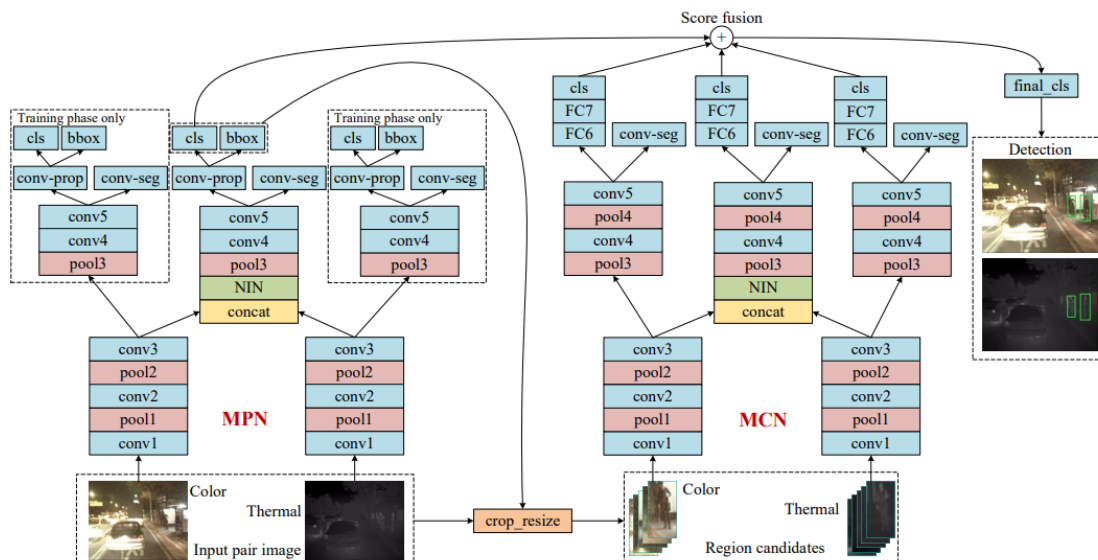 Score fusion
+
final_cls
Detection
Training phase only
cls bbox
conv-prop conv-seg
conv5
conv4
pool3
cls bbox
conv-prop conv-seg
conv5
conv4
pool3
NIN
concat
Training phase only
cls bbox
conv-prop conv-seg
conv5
conv4
pool3
conv3
pool2
conv2
pool1
conv1
MPN
conv3
pool2
conv2
pool1
conv1
Color
Thermal
Input pair image
crop_resize
cls
FC7
FC6 conv-seg
conv5
pool4
conv4
pool3
cls
FC7
FC6 conv-seg
conv5
pool4
conv4
pool3
NIN
concat
cls
FC7
FC6 conv-seg
conv5
pool4
conv4
pool3
conv3
pool2
conv2
pool1
conv1
MCN
conv3
pool2
conv2
pool1
conv1
Color
Thermal
Region candidates